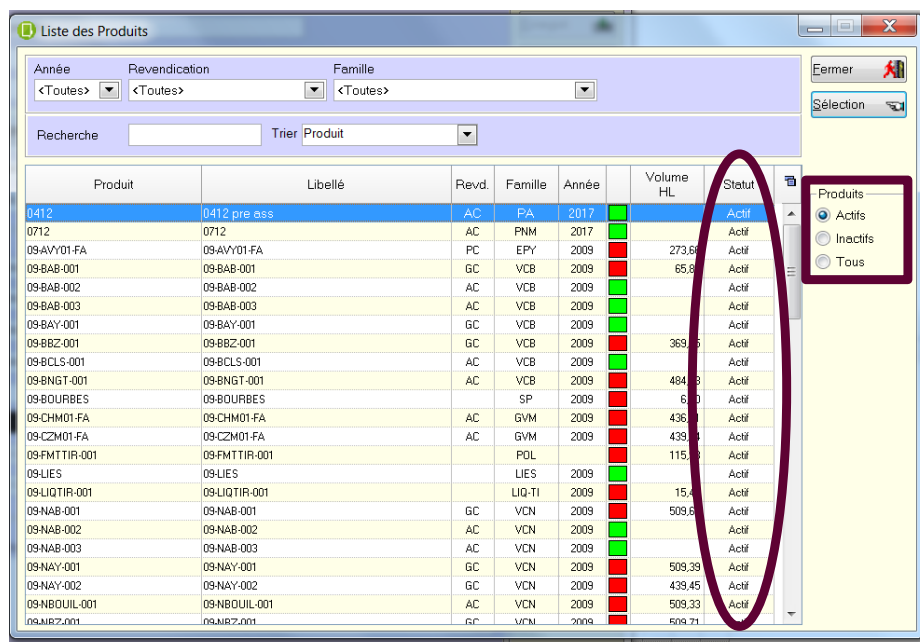 Liste des Produits
Année Revendication Famille
<Toutes> <Toutes> <Toutes>
Fermer
Sélection
Recherche Trier Produit
Produit Libellé Revd. Famille Année Volume HL Statut
Produits
Actifs
Inactifs
Tous
0412 0412 pre ass AC PA 2017 Actif
0712 0712 AC PNM 2017 Actif
09-AVY01-FA 09-AVY01-FA PC EPY 2009 Actif
09-BAB-001 09-BAB-001 GC VCB 2009 Actif
09-BAB-002 09-BAB-002 AC VCB 2009 Actif
09-BAB-003 09-BAB-003 AC VCB 2009 Actif
09-BAY-001 09-BAY-001 GC VCB 2009 Actif
09-BBZ-001 09-BBZ-001 GC VCB 2009 Actif
09-BCLS-001 09-BCLS-001 AC VCB 2009 Actif
09-BNGT-001 09-BNGT-001 AC VCB 2009 Actif
09-BOURBES 09-BOURBES SP 2009 Actif
09-CHM01-FA 09-CHM01-FA AC GVM 2009 Actif
09-CZM01-FA 09-CZM01-FA AC GVM 2009 Actif
09-FMTTIR-001 09-FMTTIR-001 POL Actif
09-LIES 09-LIES LIES 2009 Actif
09-LIQTIR-001 09-LIQTIR-001 LIQ-TI 2009 Actif
09-NAB-001 09-NAB-001 GC VCN 2009 Actif
09-NAB-002 09-NAB-002 AC VCN 2009 Actif
09-NAB-003 09-NAB-003 AC VCN 2009 Actif
09-NAY-001 09-NAY-001 GC VCN 2009 509,39 Actif
09-NAY-002 09-NAY-002 GC VCN 2009 439,45 Actif
09-NBOUIL-001 09-NBOUIL-001 AC VCN 2009 509,33 Actif
09-NBZ-001 09-NBZ-001 GC VCN 2009 509,71 Actif